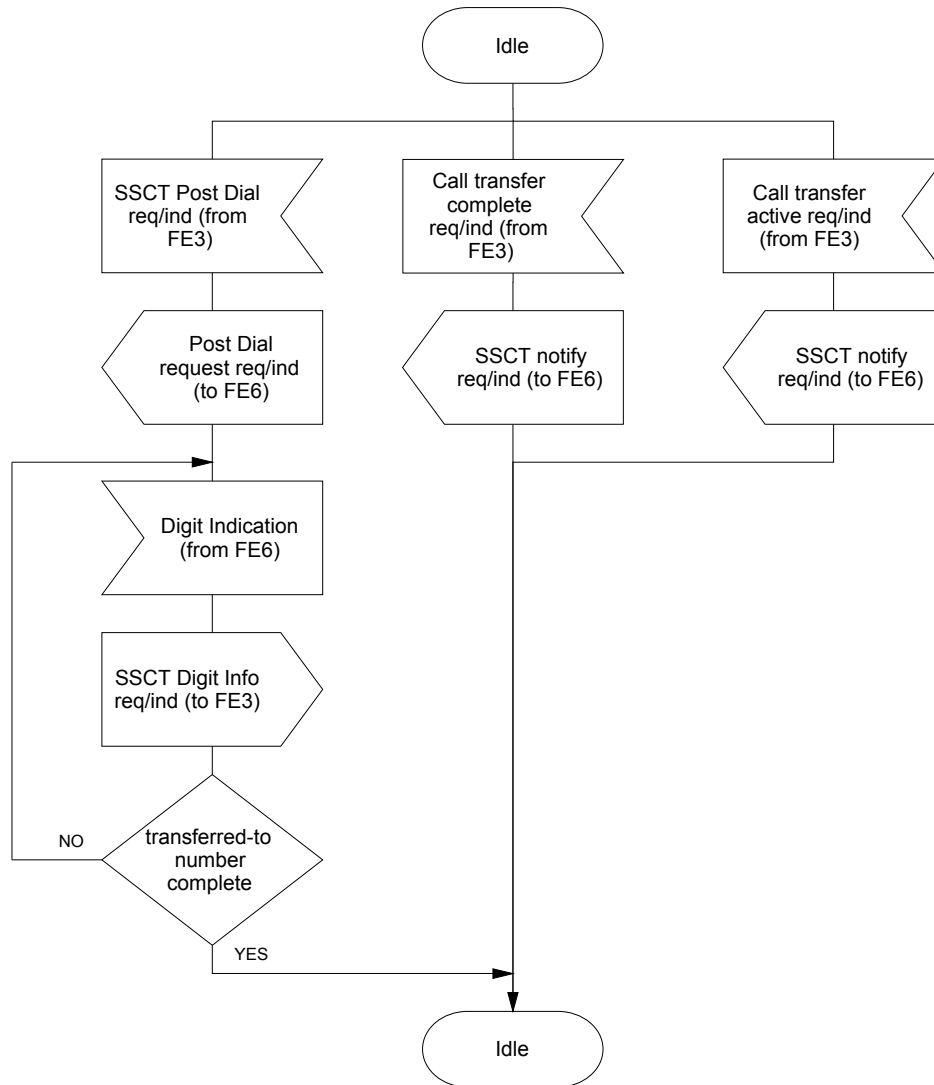 Idle
SSCT Post Dial
req/ind (from
FE3)
Call transfer
complete
req/ind (from
FE3)
Call transfer
active req/ind
(from FE3)
Post Dial
request req/ind
(to FE6)
SSCT notify
req/ind (to FE6)
SSCT notify
req/ind (to FE6)
Digit Indication
(from FE6)
SSCT Digit Info
req/ind (to FE3)
transferred-to
number
complete
NO
YES
Idle